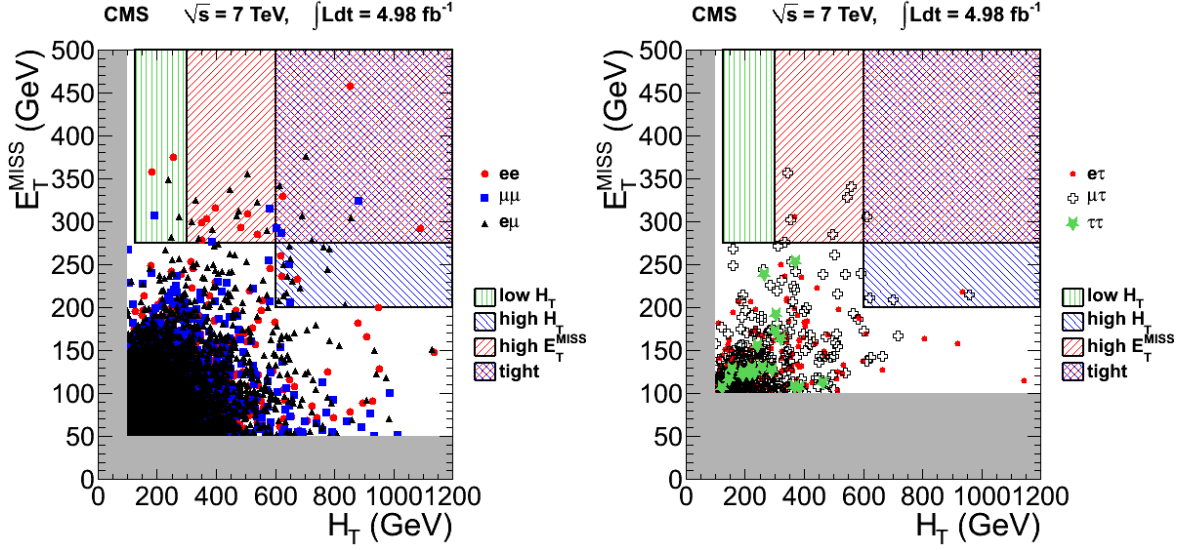 CMS √s = 7 TeV, ∫Ldt = 4.98 fb⁻¹
E_T^MISS (GeV)
500
450
400
350
300
250
200
150
100
50
0
0 200 400 600 800 1000 1200
H_T (GeV)
ee
μμ
eμ
low H_T
high H_T
high E_T^MISS
tight
CMS √s = 7 TeV, ∫Ldt = 4.98 fb⁻¹
E_T^MISS (GeV)
500
450
400
350
300
250
200
150
100
50
0
0 200 400 600 800 1000 1200
H_T (GeV)
eτ
μτ
ττ
low H_T
high H_T
high E_T^MISS
tight